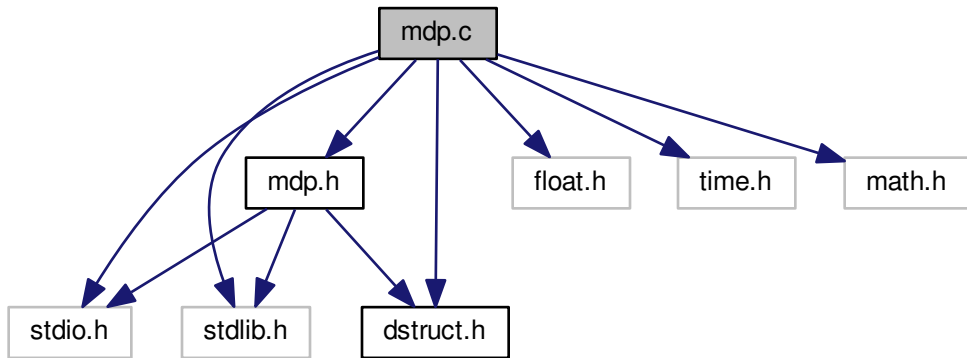 mdp.c
mdp.h
float.h
time.h
math.h
stdio.h
stdlib.h
dstruct.h